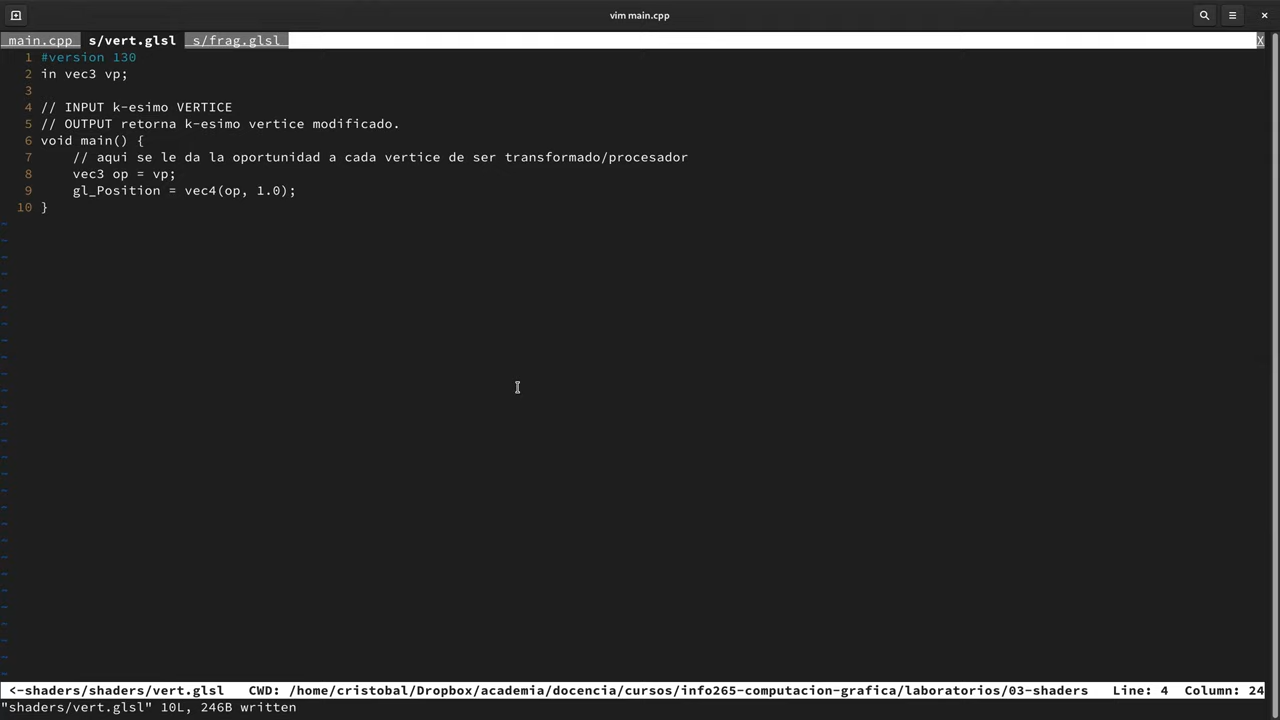 vim main.cpp
main.cpp s/vert.glsl s/frag.glsl X
1 #version 130
2 in vec3 vp;
3
4 // INPUT k-esimo VERTICE
5 // OUTPUT retorna k-esimo vertice modificado.
6 void main() {
7 // aqui se le da la oportunidad a cada vertice de ser transformado/procesador
8 vec3 op = vp;
9 gl_Position = vec4(op, 1.0);
10 }
<-shaders/shaders/vert.glsl CWD: /home/cristobal/Dropbox/academia/docencia/cursos/info265-computacion-grafica/laboratorios/03-shaders Line: 4 Column: 24
"shaders/vert.glsl" 10L, 246B written